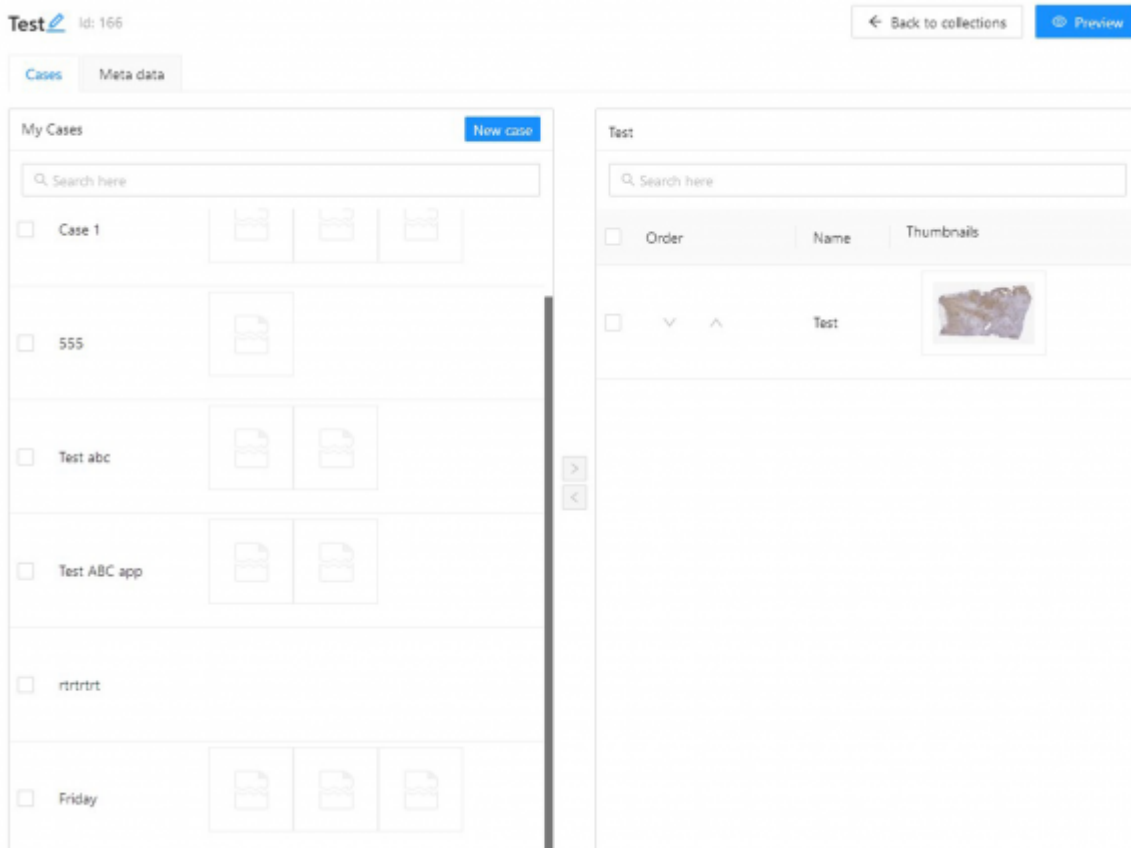 Test Id: 166
Back to collections
Preview
Cases
Meta data
My Cases
New case
Search here
Case 1
555
Test abc
Test ABC app
rtrtrtrt
Friday
Test
Search here
Order
Name
Thumbnails
Test